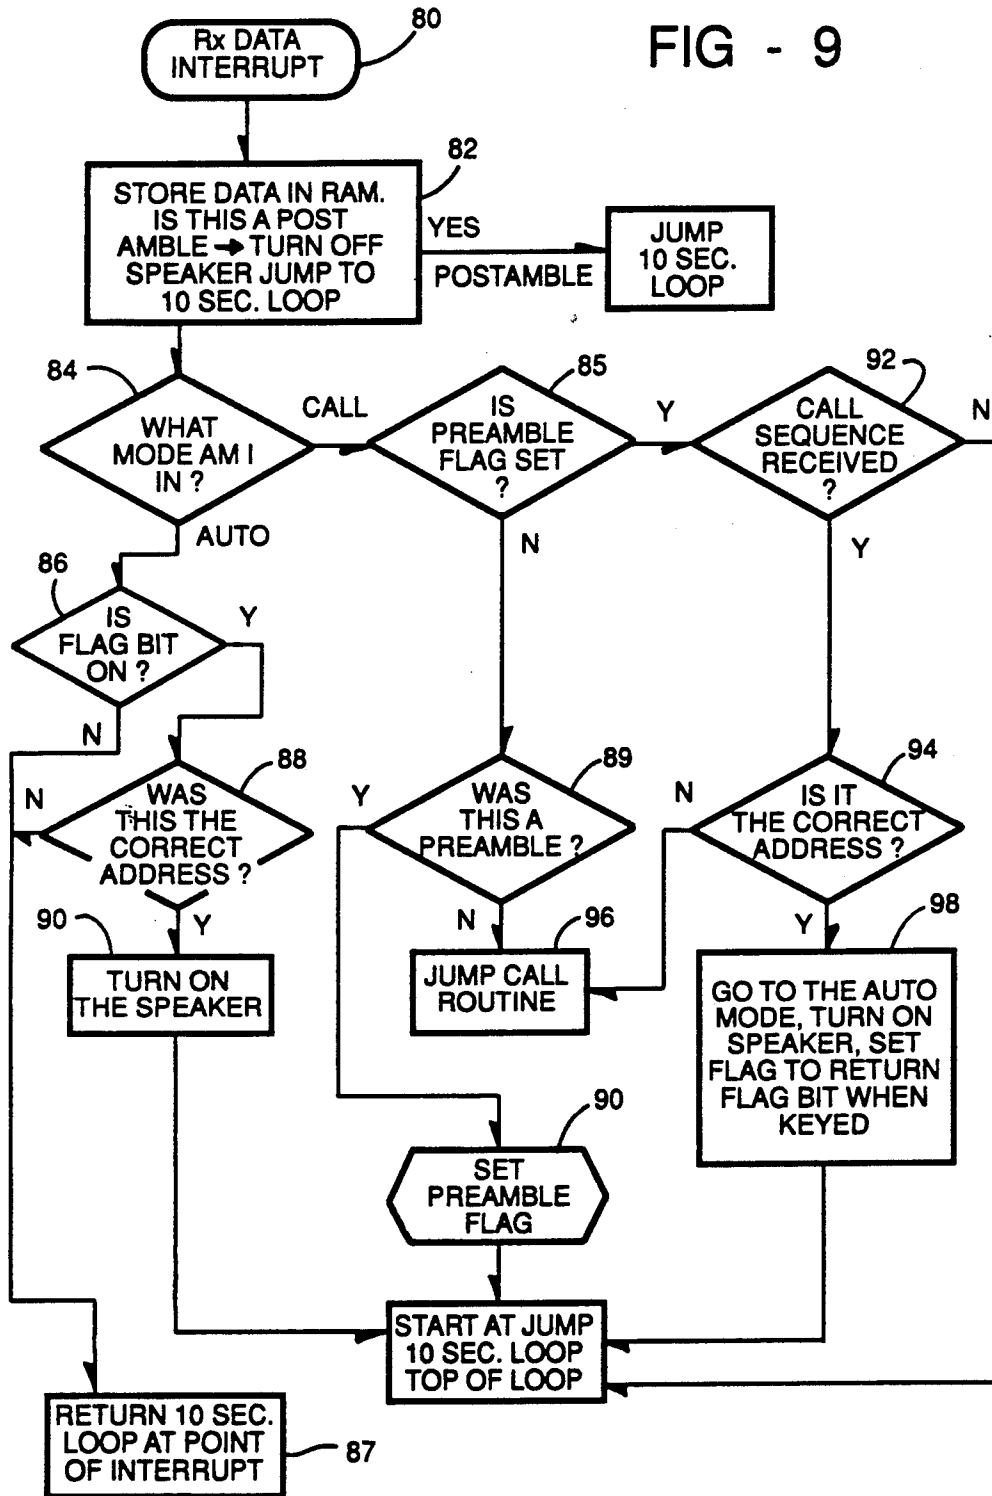 80
Rx DATA
INTERRUPT
FIG - 9
82
STORE DATA IN RAM.
IS THIS A POST
AMBLE → TURN OFF
SPEAKER JUMP TO
10 SEC. LOOP
YES
POSTAMBLE
JUMP
10 SEC.
LOOP
84
WHAT
MODE AM I
IN ?
CALL
85
IS
PREAMBLE
FLAG SET
?
Y
92
CALL
SEQUENCE
RECEIVED
?
N
AUTO
N
Y
86
IS
FLAG BIT
ON ?
Y
N
88
WAS
THIS THE
CORRECT
ADDRESS ?
N
Y
89
WAS
THIS A
PREAMBLE ?
Y
N
94
IS IT
THE CORRECT
ADDRESS ?
N
Y
90
TURN ON
THE SPEAKER
96
JUMP CALL
ROUTINE
98
GO TO THE AUTO
MODE, TURN ON
SPEAKER, SET
FLAG TO RETURN
FLAG BIT WHEN
KEYED
90
SET
PREAMBLE
FLAG
START AT JUMP
10 SEC. LOOP
TOP OF LOOP
RETURN 10 SEC.
LOOP AT POINT
OF INTERRUPT
87